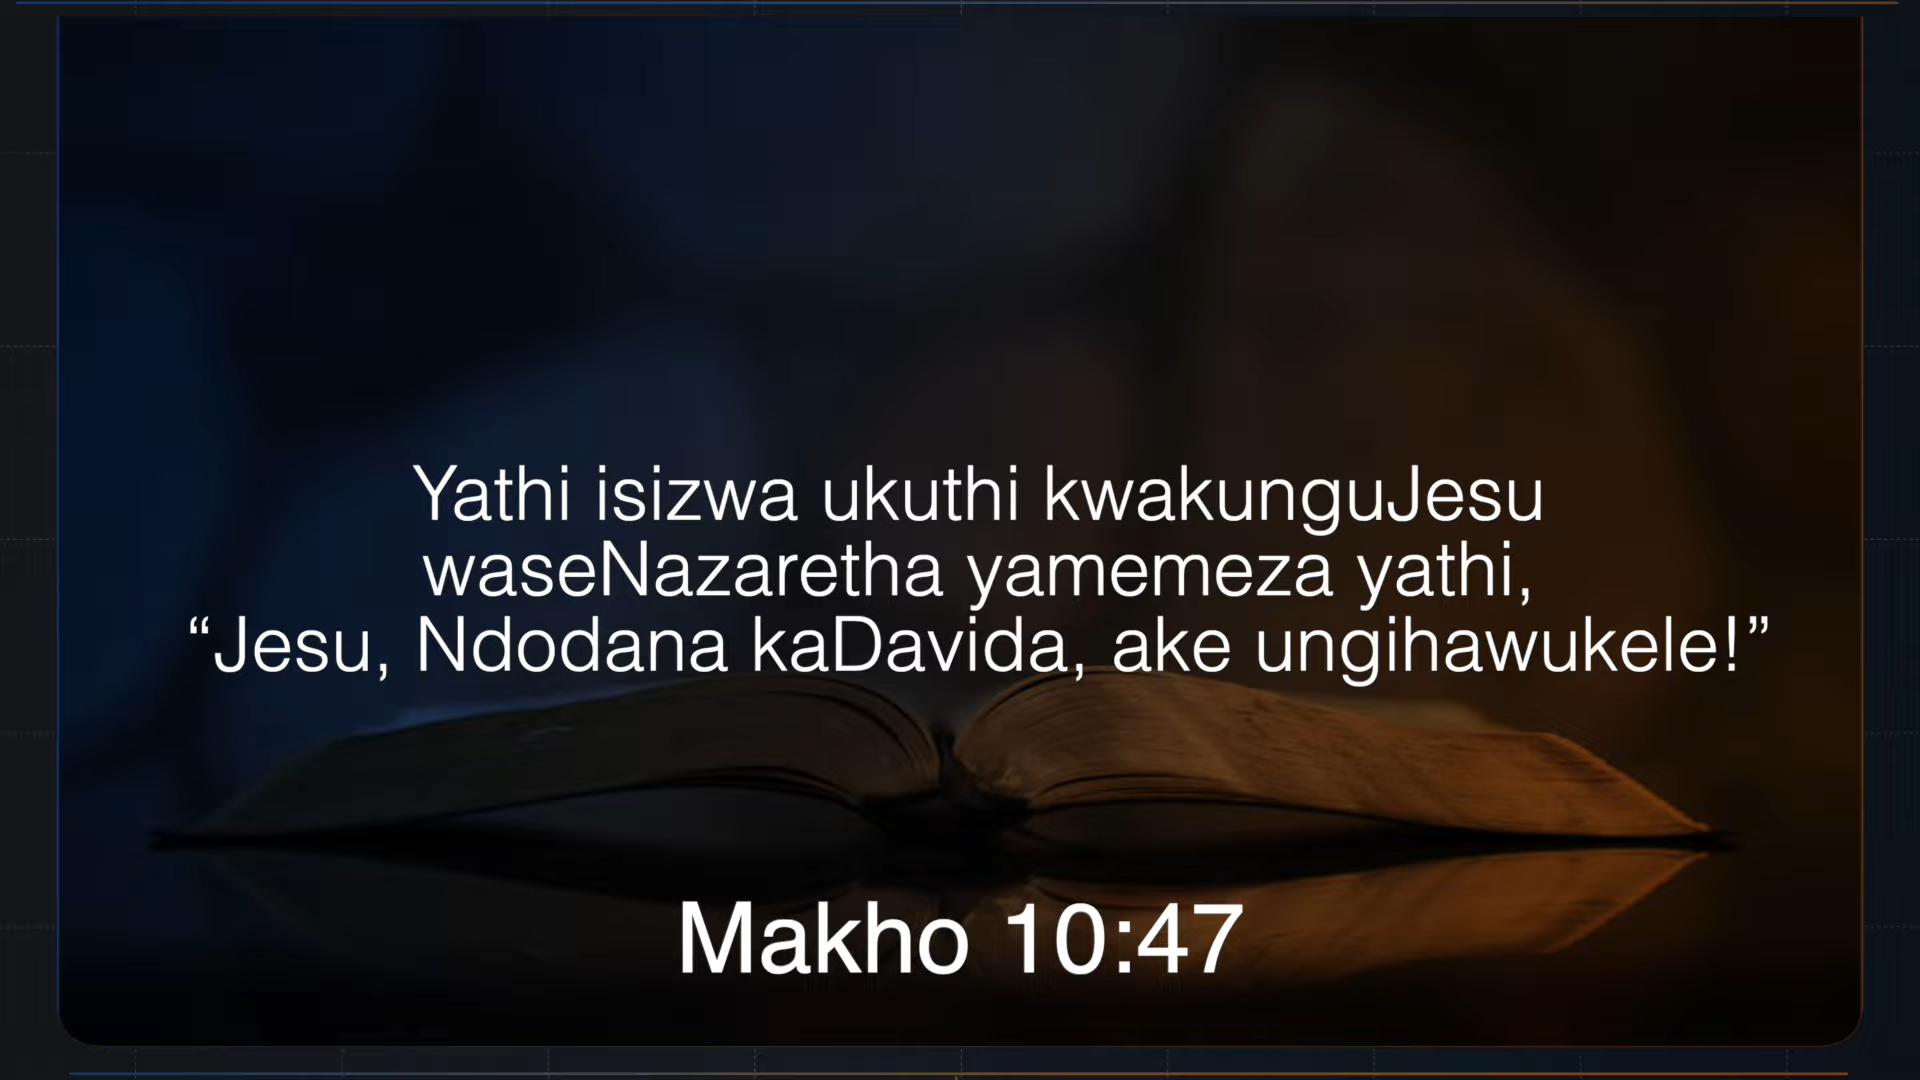 Yathi isizwa ukuthi kwakunguJesu
waseNazaretha yamemeza yathi,
“Jesu, Ndodana kaDavida, ake ungihawukele!”
Makho 10:47